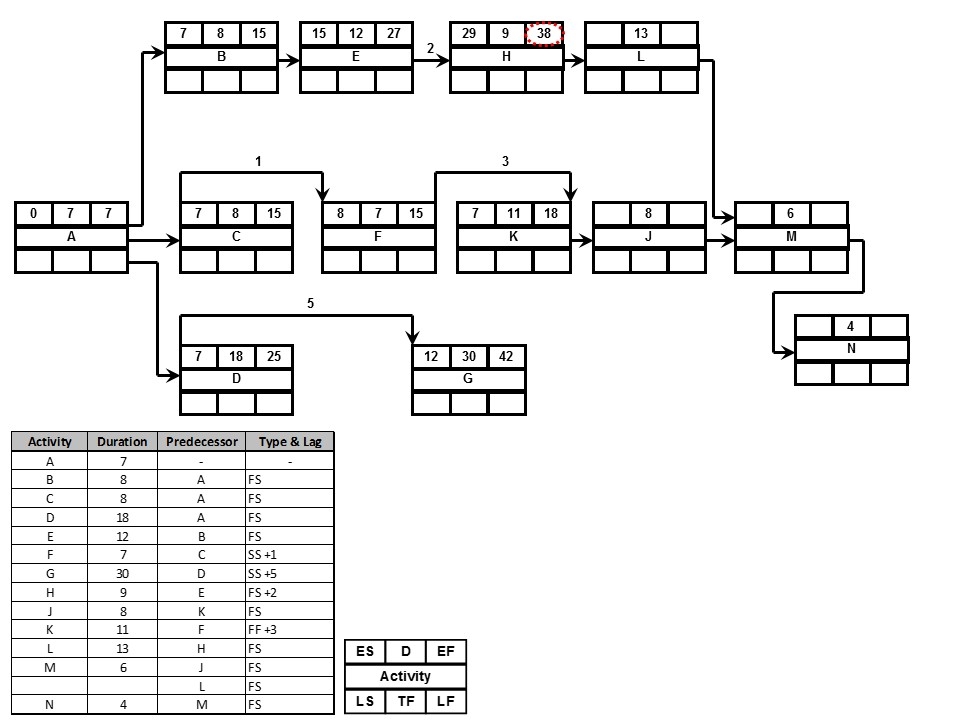 7 8 15
B
15 12 27
E
2
29 9 38
H
13
L
1
3
0 7 7
A
7 8 15
C
8 7 15
F
7 11 18
K
8
J
6
M
5
4
N
7 18 25
D
12 30 42
G
Activity Duration Predecessor Type & Lag
A 7 - -
B 8 A FS
C 8 A FS
D 18 A FS
E 12 B FS
F 7 C SS +1
G 30 D SS +5
H 9 E FS +2
J 8 K FS
K 11 F FF +3
L 13 H FS
M 6 J FS
L FS
N 4 M FS
ES D EF
Activity
LS TF LF